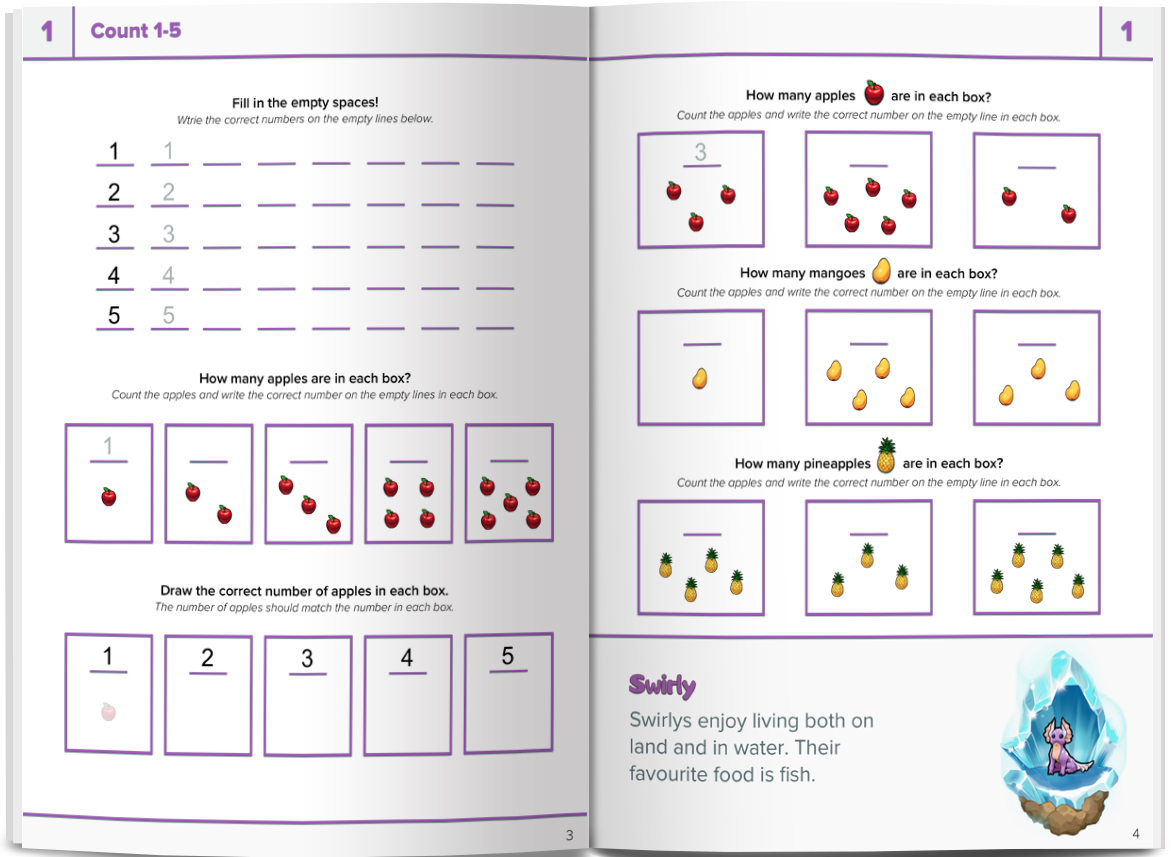 1 Count 1-5
Fill in the empty spaces!
Wtrie the correct numbers on the empty lines below.
1 1
2 2
3 3
4 4
5 5
How many apples are in each box?
Count the apples and write the correct number on the empty lines in each box.
1
Draw the correct number of apples in each box.
The number of apples should match the number in each box.
1 2 3 4 5
3
1
How many apples are in each box?
Count the apples and write the correct number on the empty line in each box.
3
How many mangoes are in each box?
Count the apples and write the correct number on the empty line in each box.
How many pineapples are in each box?
Count the apples and write the correct number on the empty line in each box.
Swirly
Swirlys enjoy living both on
land and in water. Their
favourite food is fish.
4